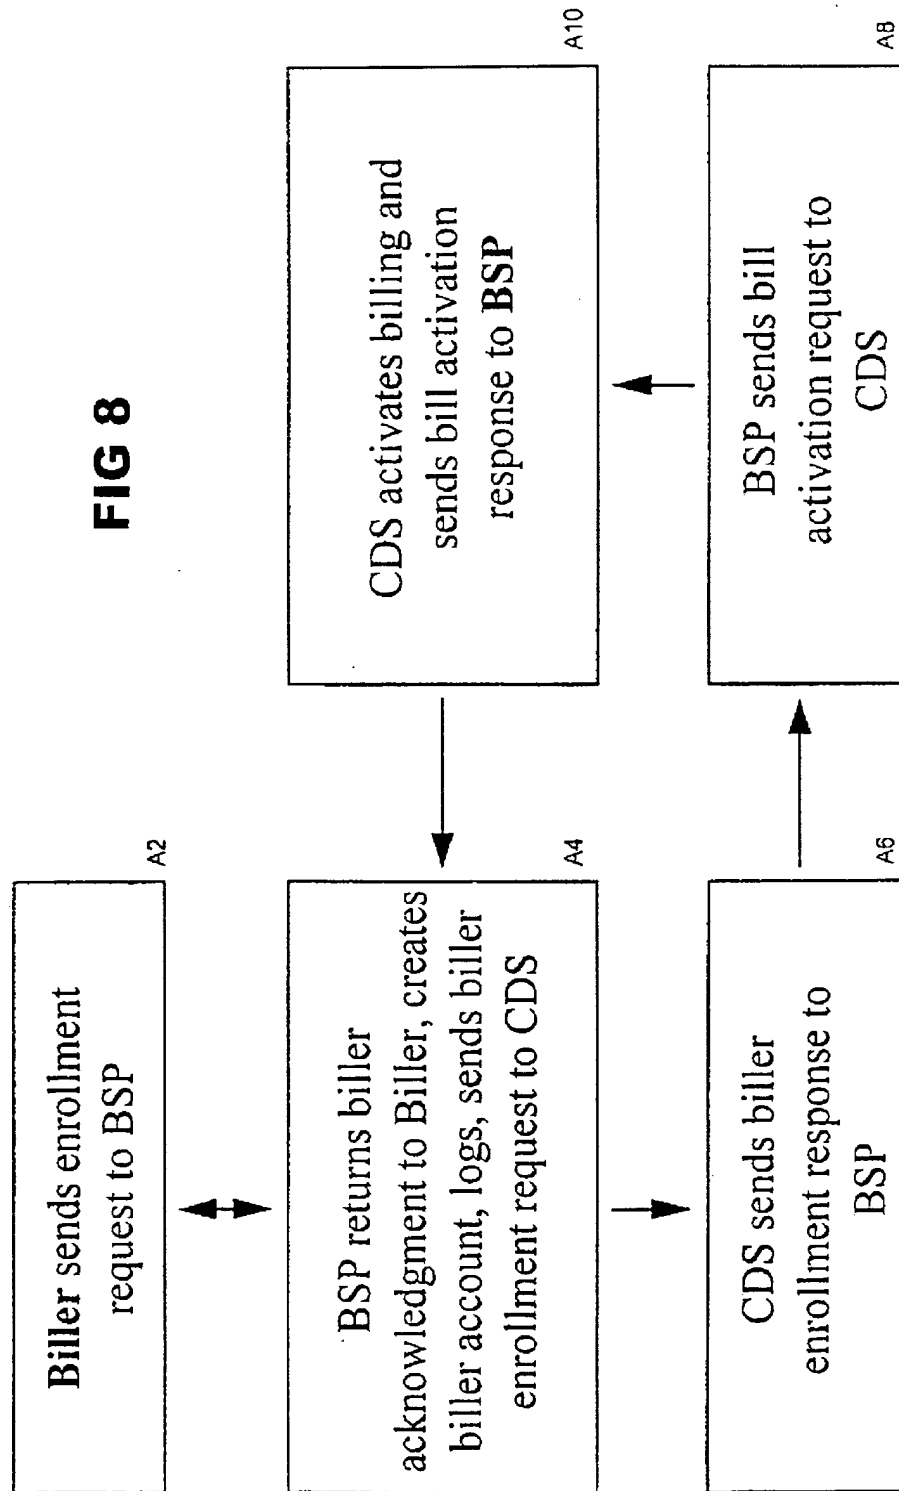 FIG 8
Biller sends enrollment
request to BSP
A2
BSP returns biller
acknowledgment to Biller, creates
biller account, logs, sends biller
enrollment request to CDS
A4
CDS sends biller
enrollment response to
BSP
A6
BSP sends bill
activation request to
CDS
A8
CDS activates billing and
sends bill activation
response to BSP
A10